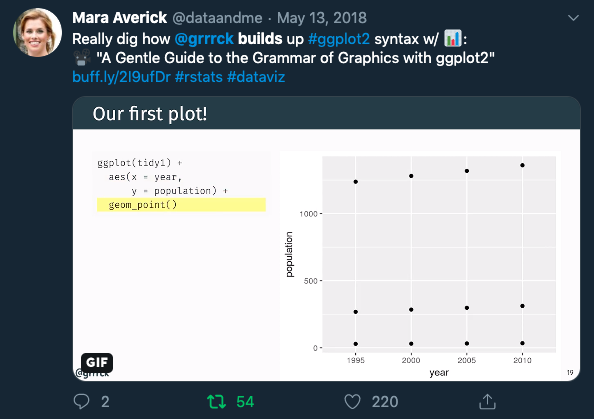 Mara Averick @dataandme · May 13, 2018
Really dig how @grrrck builds up #ggplot2 syntax w/ 📊:
"A Gentle Guide to the Grammar of Graphics with ggplot2"
buff.ly/2I9ufDr #rstats #dataviz
Our first plot!
ggplot(tidy1) +
aes(x = year,
y = population) +
geom_point()
population
1000
500
0
1995 2000 2005 2010
year
GIF
@grrrck
19
2 54 220